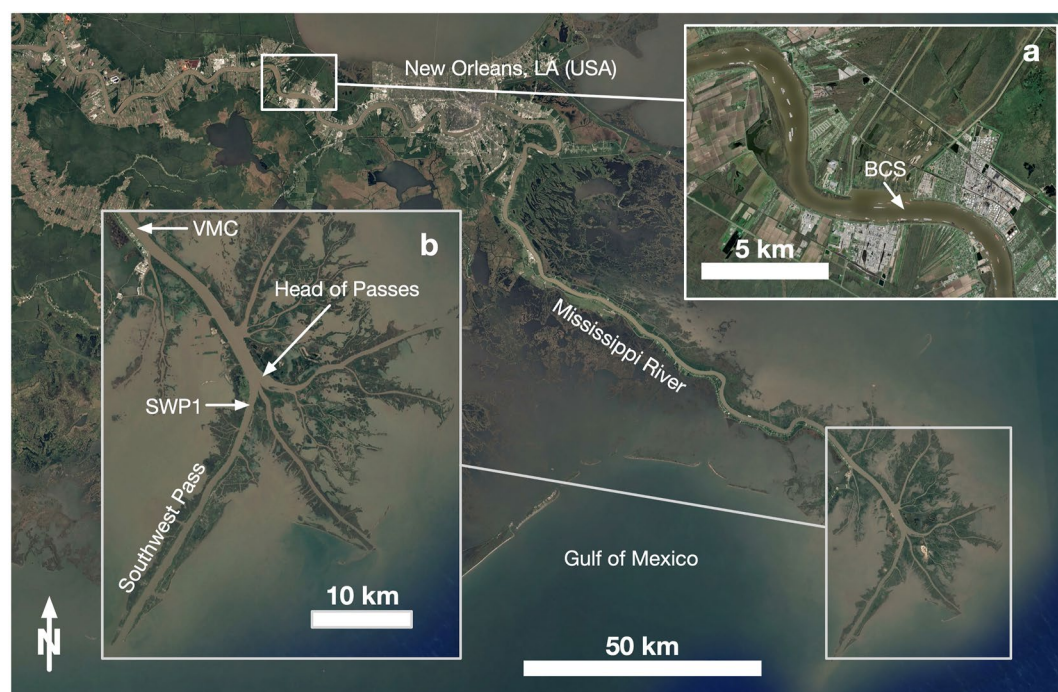 New Orleans, LA (USA)
a
BCS
5 km
VMC
b
Head of Passes
SWP1
Southwest Pass
10 km
Mississippi River
Gulf of Mexico
50 km
N